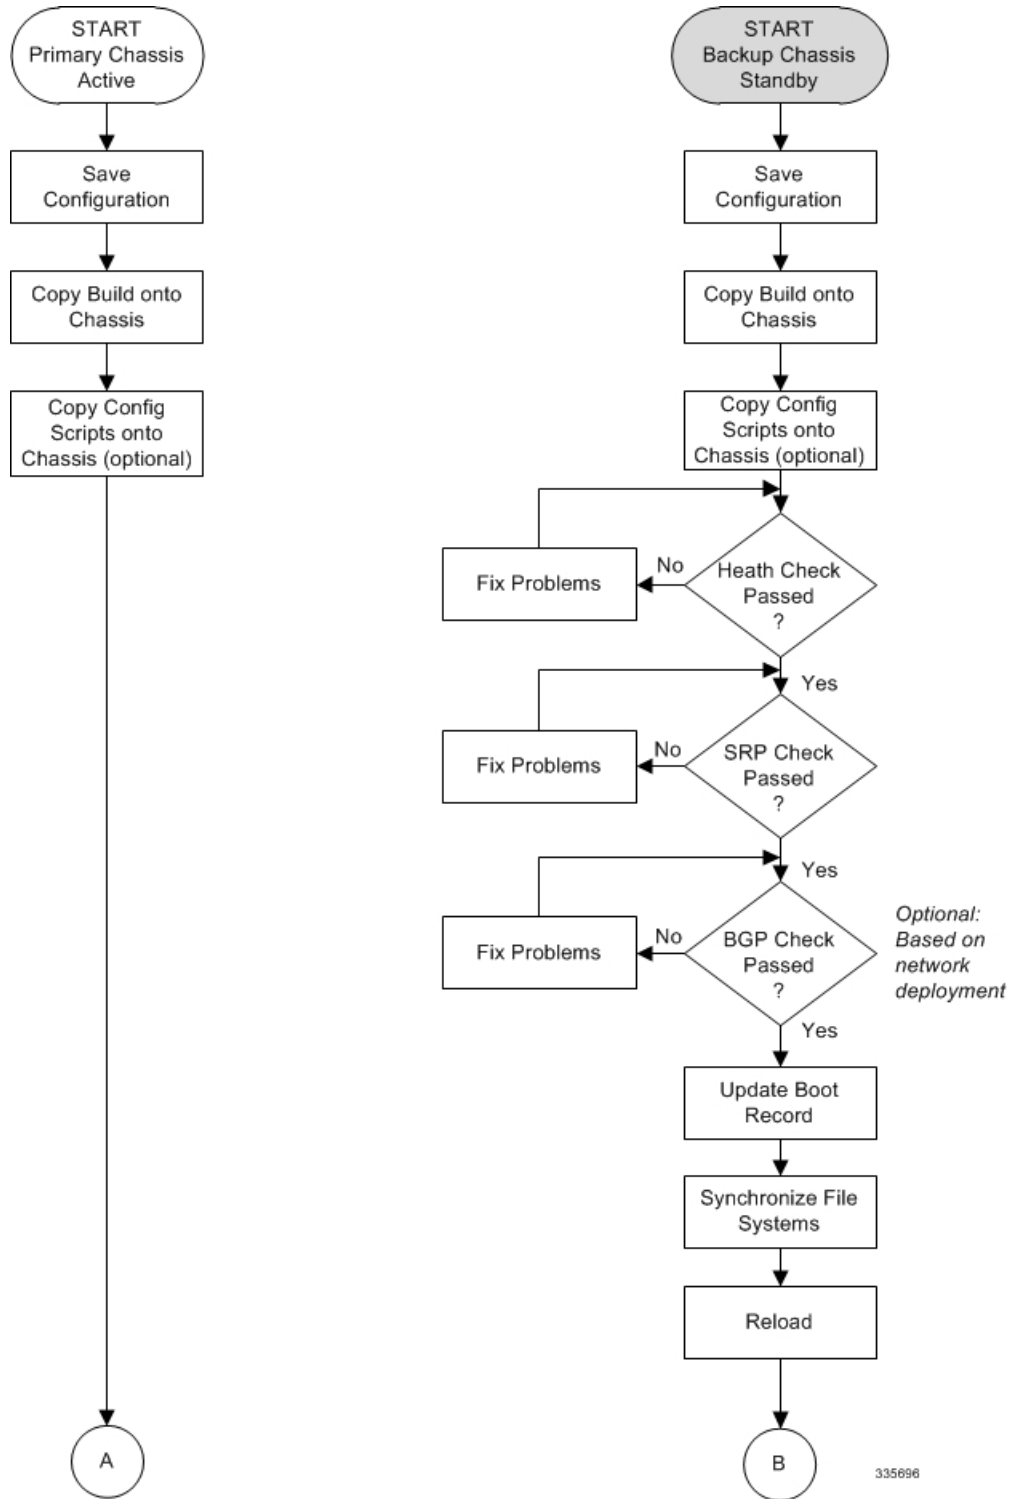 START
Primary Chassis
Active
Save
Configuration
Copy Build onto
Chassis
Copy Config
Scripts onto
Chassis (optional)
A
START
Backup Chassis
Standby
Save
Configuration
Copy Build onto
Chassis
Copy Config
Scripts onto
Chassis (optional)
Heath Check
Passed
?
No
Fix Problems
Yes
SRP Check
Passed
?
No
Fix Problems
Yes
BGP Check
Passed
?
No
Fix Problems
Optional:
Based on
network
deployment
Yes
Update Boot
Record
Synchronize File
Systems
Reload
B
335696